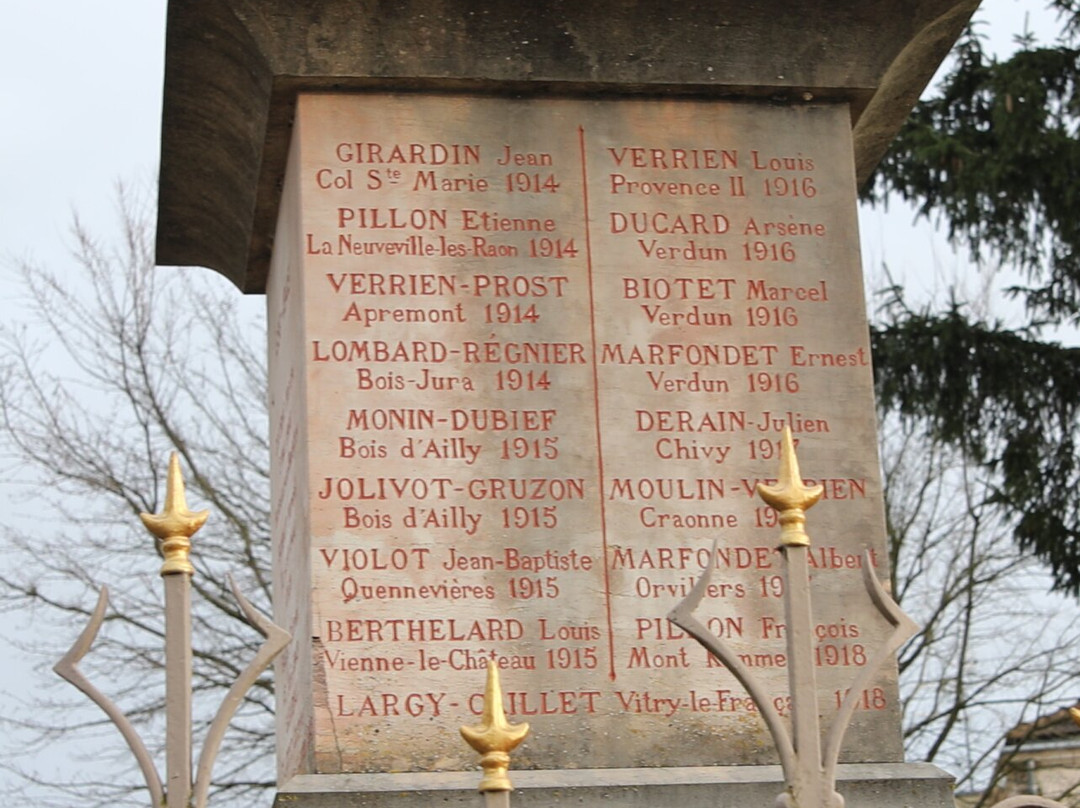 GIRARDIN Jean
Col Ste Marie 1914
PILLON Etienne
La Neuveville-les-Raon 1914
VERRIEN-PROST
Apremont 1914
LOMBARD-RÉGNIER
Bois-Jura 1914
MONIN-DUBIEF
Bois d'Ailly 1915
JOLIVOT-GRUZON
Bois d'Ailly 1915
VIOLOT Jean-Baptiste
Quennevières 1915
BERTHELARD Louis
Vienne-le-Château 1915
VERRIEN Louis
Provence II 1916
DUCARD Arsène
Verdun 1916
BIOTET Marcel
Verdun 1916
MARFONDET Ernest
Verdun 1916
DERAIN-Julien
Chivy
MOULIN-
Craonne
MARFONDET Albert
PILLON
Mont 1918
LARGY- Vitry-le- 1918